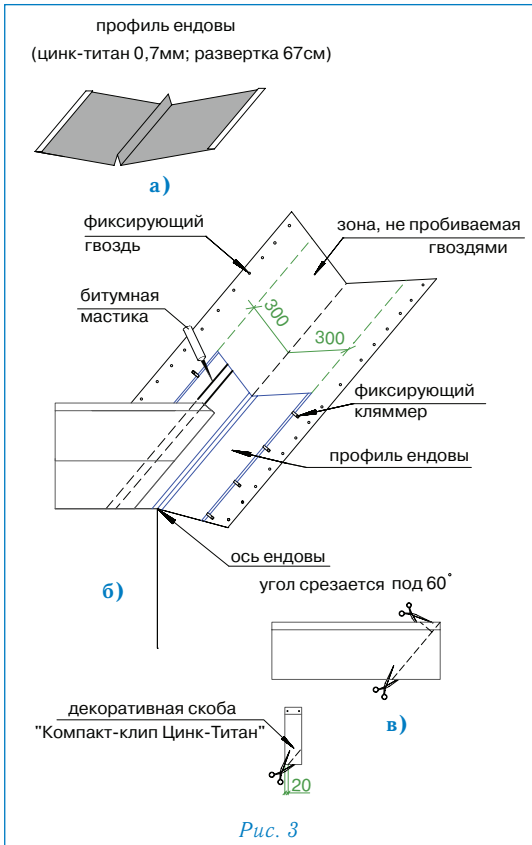 профиль ендовы
(цинк-титан 0,7мм; развертка 67см)
а)
фиксирующий
гвоздь
зона, не пробиваемая
гвоздями
битумная
мастика
300
300
фиксирующий
кляммер
профиль ендовы
ось ендовы
б)
угол срезается под 60°
в)
декоративная скоба
"Компакт-клип Цинк-Титан"
20
Рис. 3